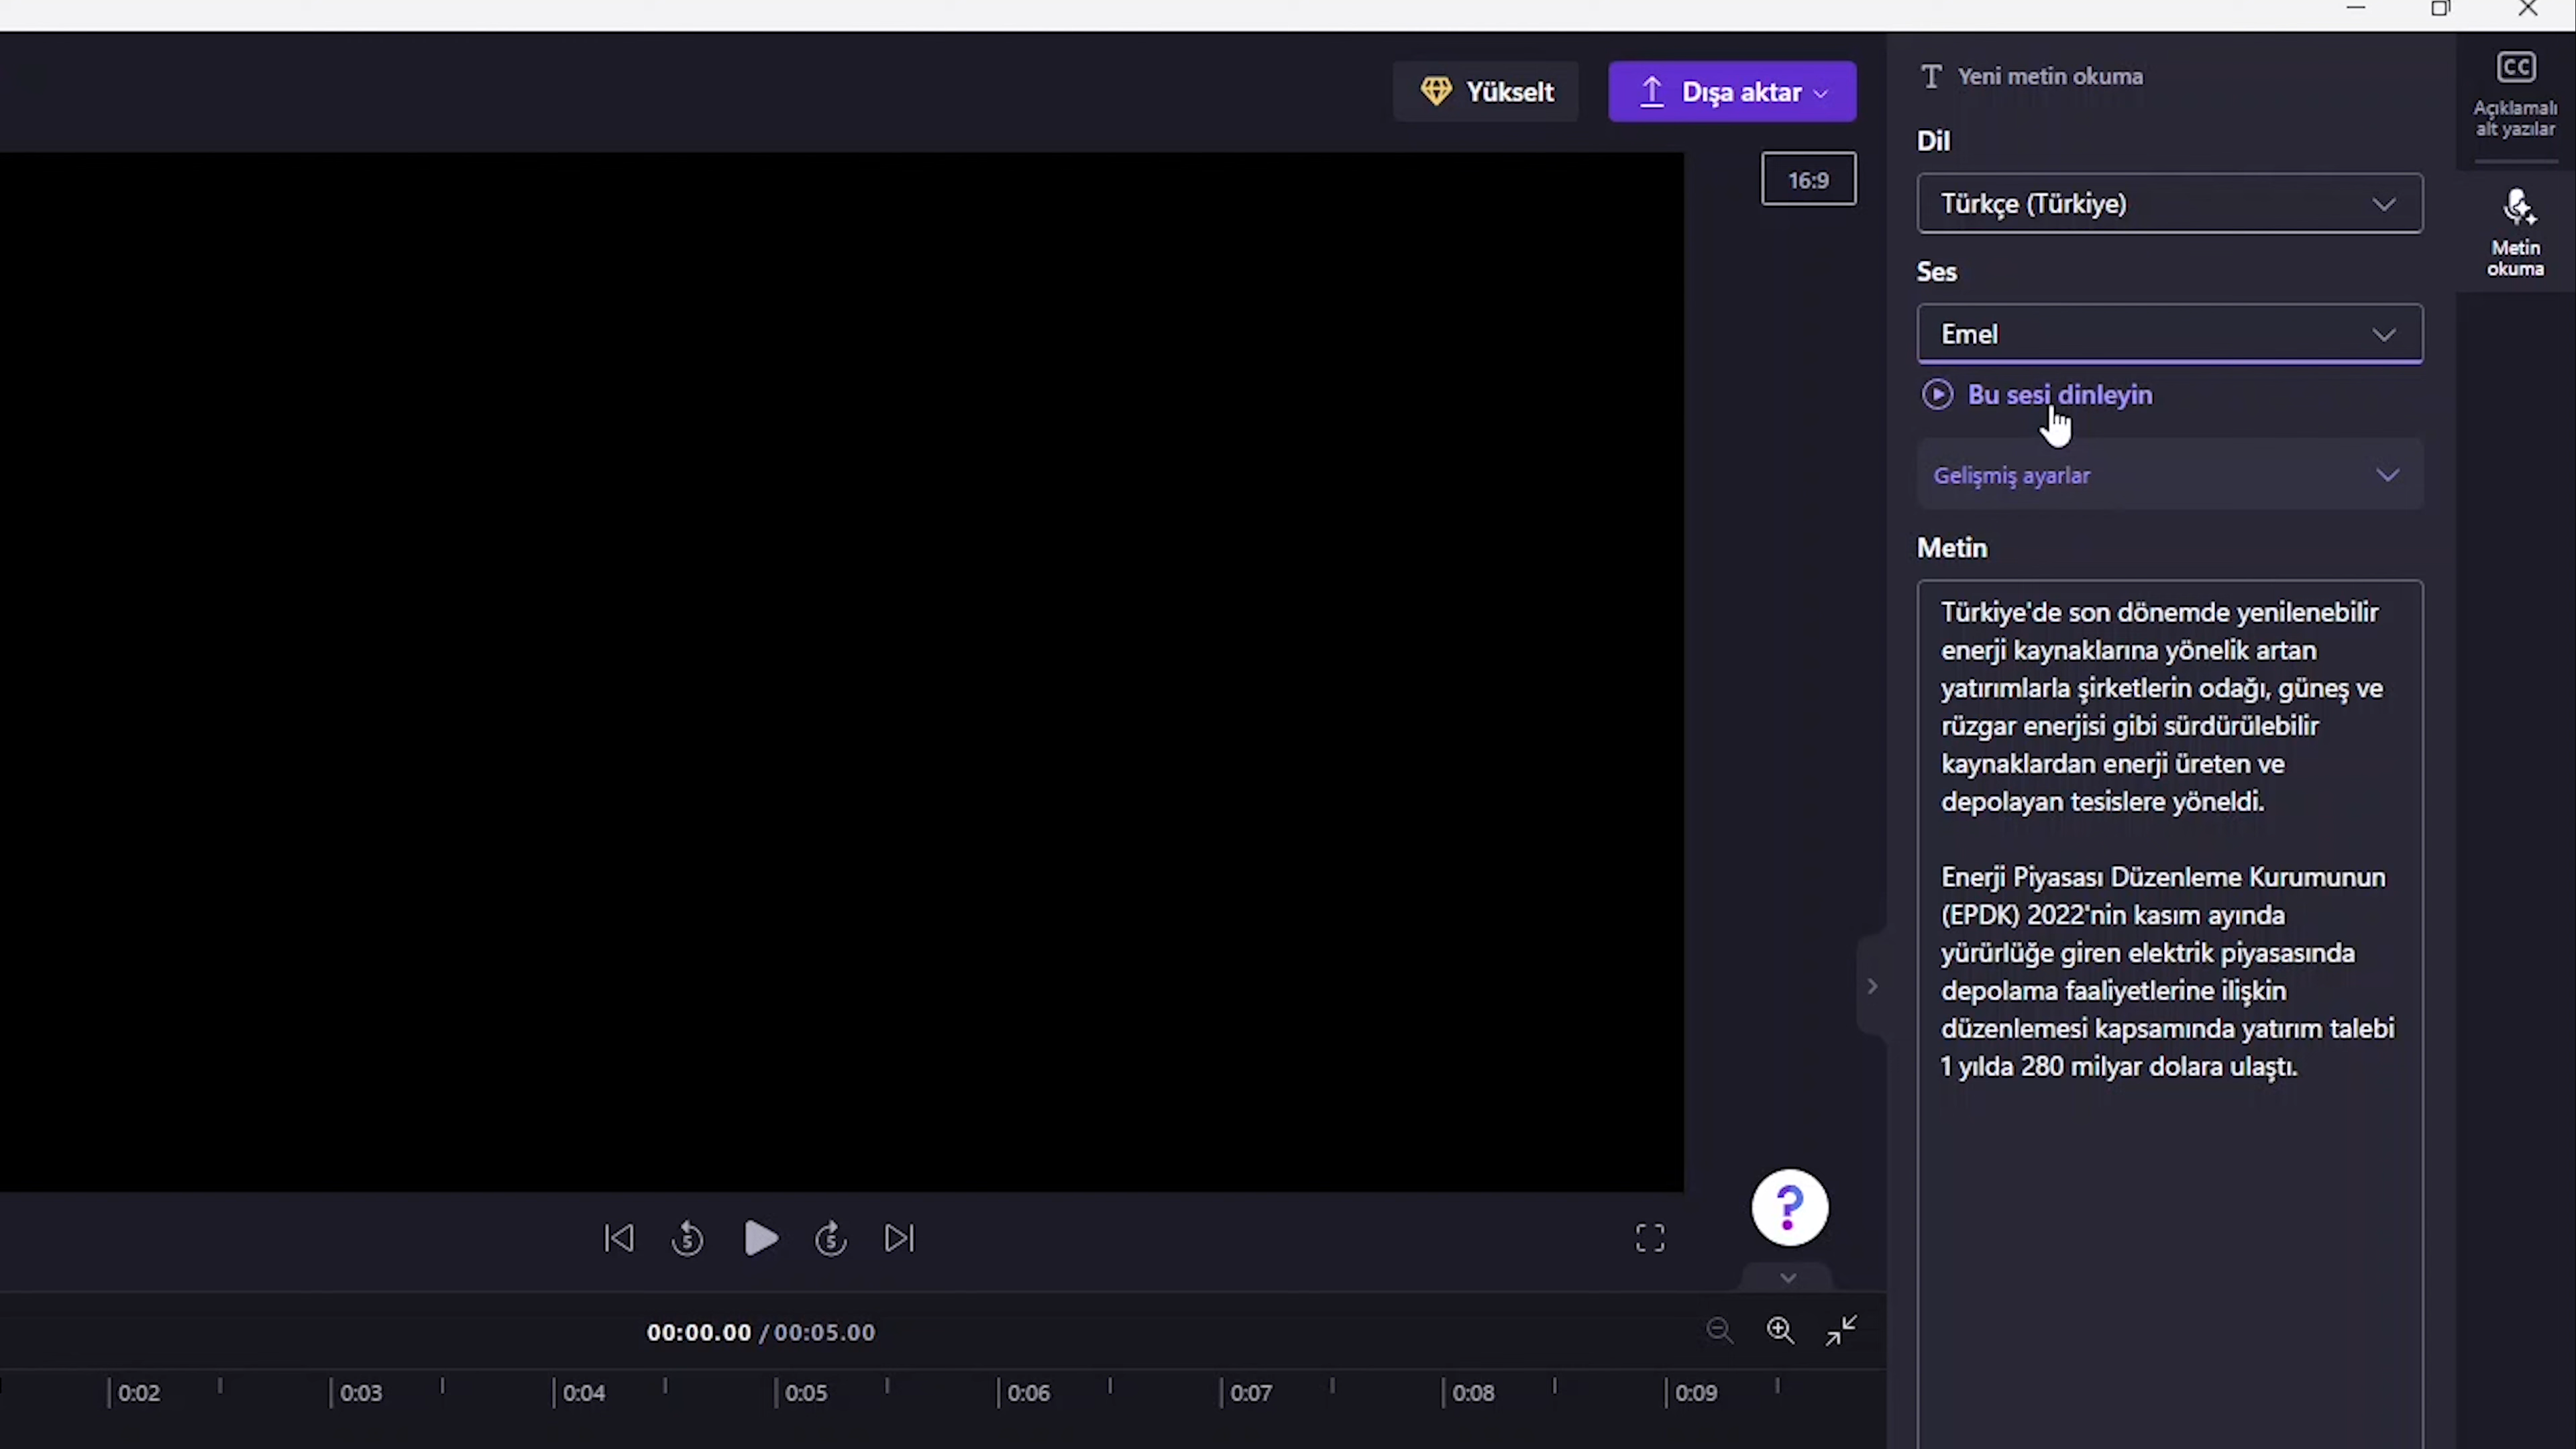 Yükselt
Dışa aktar
16:9
Yeni metin okuma
Dil
Türkçe (Türkiye)
Ses
Emel
Bu sesi dinleyin
Gelişmiş ayarlar
Metin
Türkiye'de son dönemde yenilenebilir
enerji kaynaklarına yönelik artan
yatırımlarla şirketlerin odağı, güneş ve
rüzgar enerjisi gibi sürdürülebilir
kaynaklardan enerji üreten ve
depolayan tesislere yöneldi.
Enerji Piyasası Düzenleme Kurumunun
(EPDK) 2022'nin kasım ayında
yürürlüğe giren elektrik piyasasında
depolama faaliyetlerine ilişkin
düzenlemesi kapsamında yatırım talebi
1 yılda 280 milyar dolara ulaştı.
CC
Açıklamalı
alt yazılar
Metin
okuma
5
5
?
00:00.00 / 00:05.00
0:02 0:03 0:04 0:05 0:06 0:07 0:08 0:09